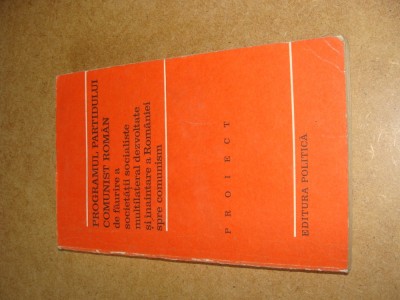 PROGRAMUL PARTIDULUI
COMUNIST ROMÂN
de făurire a
societății socialiste
multilateral dezvoltate
și înaintare a României
spre comunism
PROIECT
EDITURA POLITICĂ